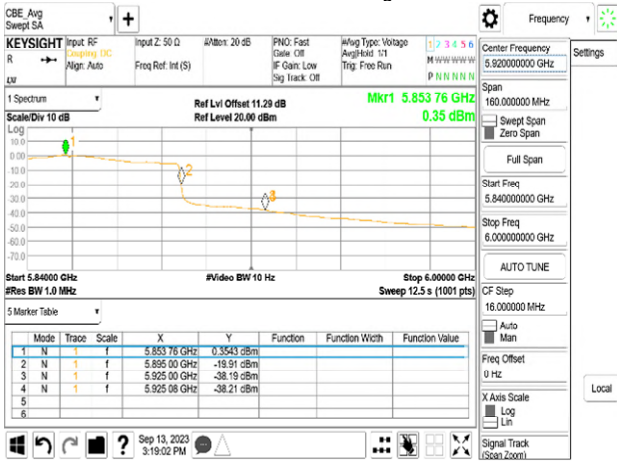 CBE_Avg
Swept SA
+
Frequency
KEYSIGHT
Input: RF
Coupling: DC
Align: Auto
Input Z: 50 Ω
Freq Ref: Int (S)
#Atten: 20 dB
PNO: Fast
Gate: Off
IF Gain: Low
Sig Track: Off
#Avg Type: Voltage
Avg|Hold: 1/1
Trig: Free Run
1 2 3 4 5 6
M W W W W W
P N N N N N
R
Center Frequency
5.920000000 GHz
Settings
Span
160.000000 MHz
Swept Span
Zero Span
Full Span
Start Freq
5.840000000 GHz
Stop Freq
6.000000000 GHz
AUTO TUNE
CF Step
16.000000 MHz
Auto
Man
Freq Offset
0 Hz
X Axis Scale
Log
Lin
Signal Track
(Span Zoom)
Local
1 Spectrum
Scale/Div 10 dB
Log
Ref Lvl Offset 11.29 dB
Ref Level 20.00 dBm
Mkr1 5.853 76 GHz
0.35 dBm
10.0
0.00
-10.0
-20.0
-30.0
-40.0
-50.0
-60.0
-70.0
1
2
Start 5.84000 GHz
#Res BW 1.0 MHz
#Video BW 10 Hz
Stop 6.00000 GHz
Sweep 12.5 s (1001 pts)
5 Marker Table
Mode Trace Scale X Y Function Function Width Function Value
1 N 1 f 5.853 76 GHz 0.3543 dBm
2 N 1 f 5.895 00 GHz -19.91 dBm
3 N 1 f 5.925 00 GHz -38.19 dBm
4 N 1 f 5.925 08 GHz -38.21 dBm
5
6
?
Sep 13, 2023
3:19:02 PM